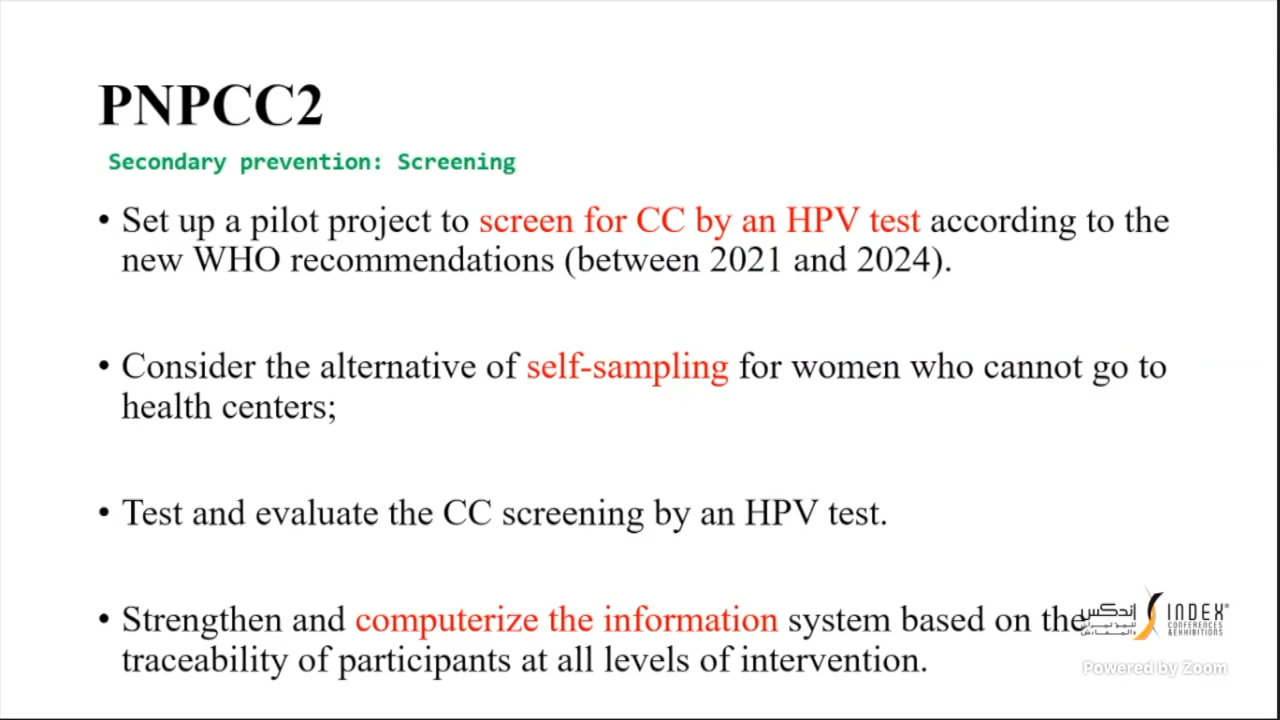 PNPCC2
Secondary prevention: Screening
• Set up a pilot project to screen for CC by an HPV test according to the
new WHO recommendations (between 2021 and 2024).
• Consider the alternative of self-sampling for women who cannot go to
health centers;
• Test and evaluate the CC screening by an HPV test.
• Strengthen and computerize the information system based on the
traceability of participants at all levels of intervention.
إندكس
INDEX
CONFERENCES
& EXHIBITIONS
Powered by Zoom